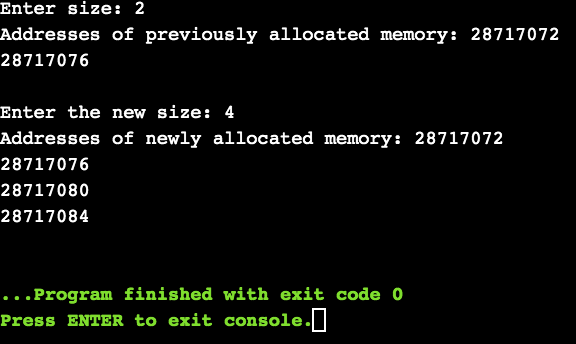 Enter size: 2
Addresses of previously allocated memory: 28717072
28717076
Enter the new size: 4
Addresses of newly allocated memory: 28717072
28717076
28717080
28717084
...Program finished with exit code 0
Press ENTER to exit console.